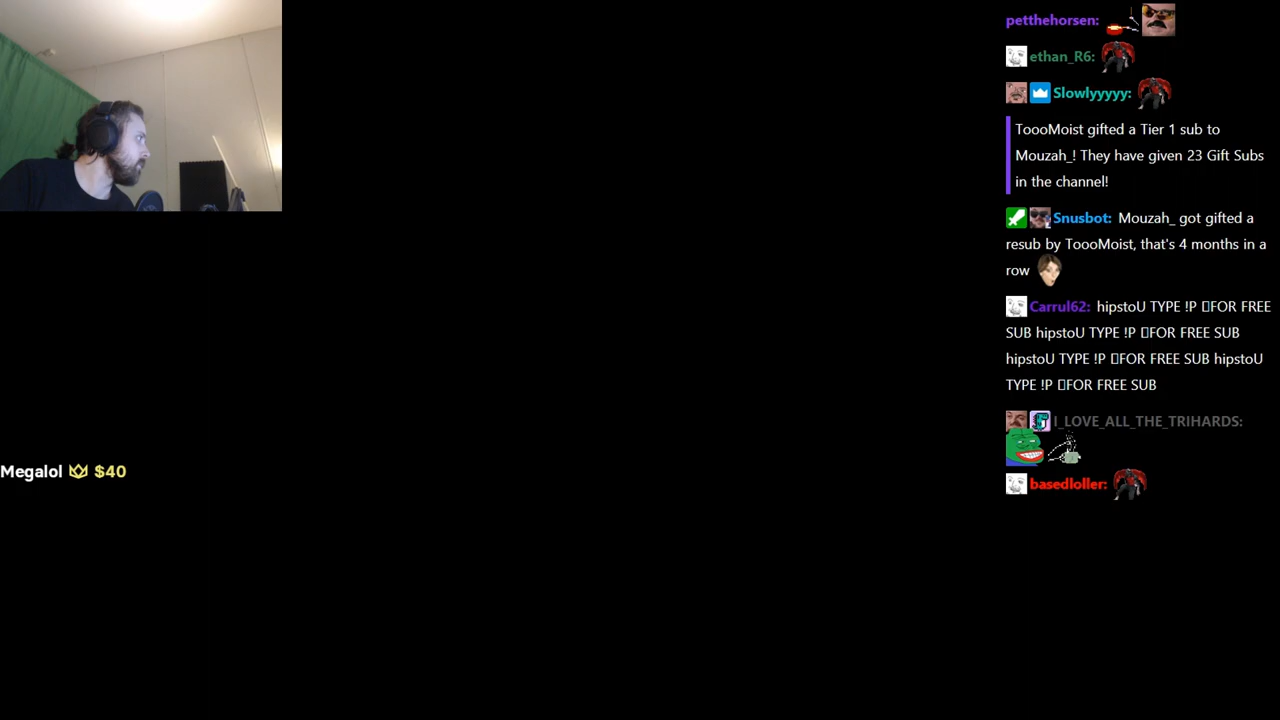 petthehorsen:
ethan_R6:
Slowlyyyyy:
ToooMoist gifted a Tier 1 sub to
Mouzah_! They have given 23 Gift Subs
in the channel!
Snusbot: Mouzah_ got gifted a
resub by ToooMoist, that's 4 months in a
row
Carrul62: hipstoU TYPE !P ▯FOR FREE
SUB hipstoU TYPE !P ▯FOR FREE SUB
hipstoU TYPE !P ▯FOR FREE SUB hipstoU
TYPE !P ▯FOR FREE SUB
I_LOVE_ALL_THE_TRIHARDS:
Megalol $40
basedloller: